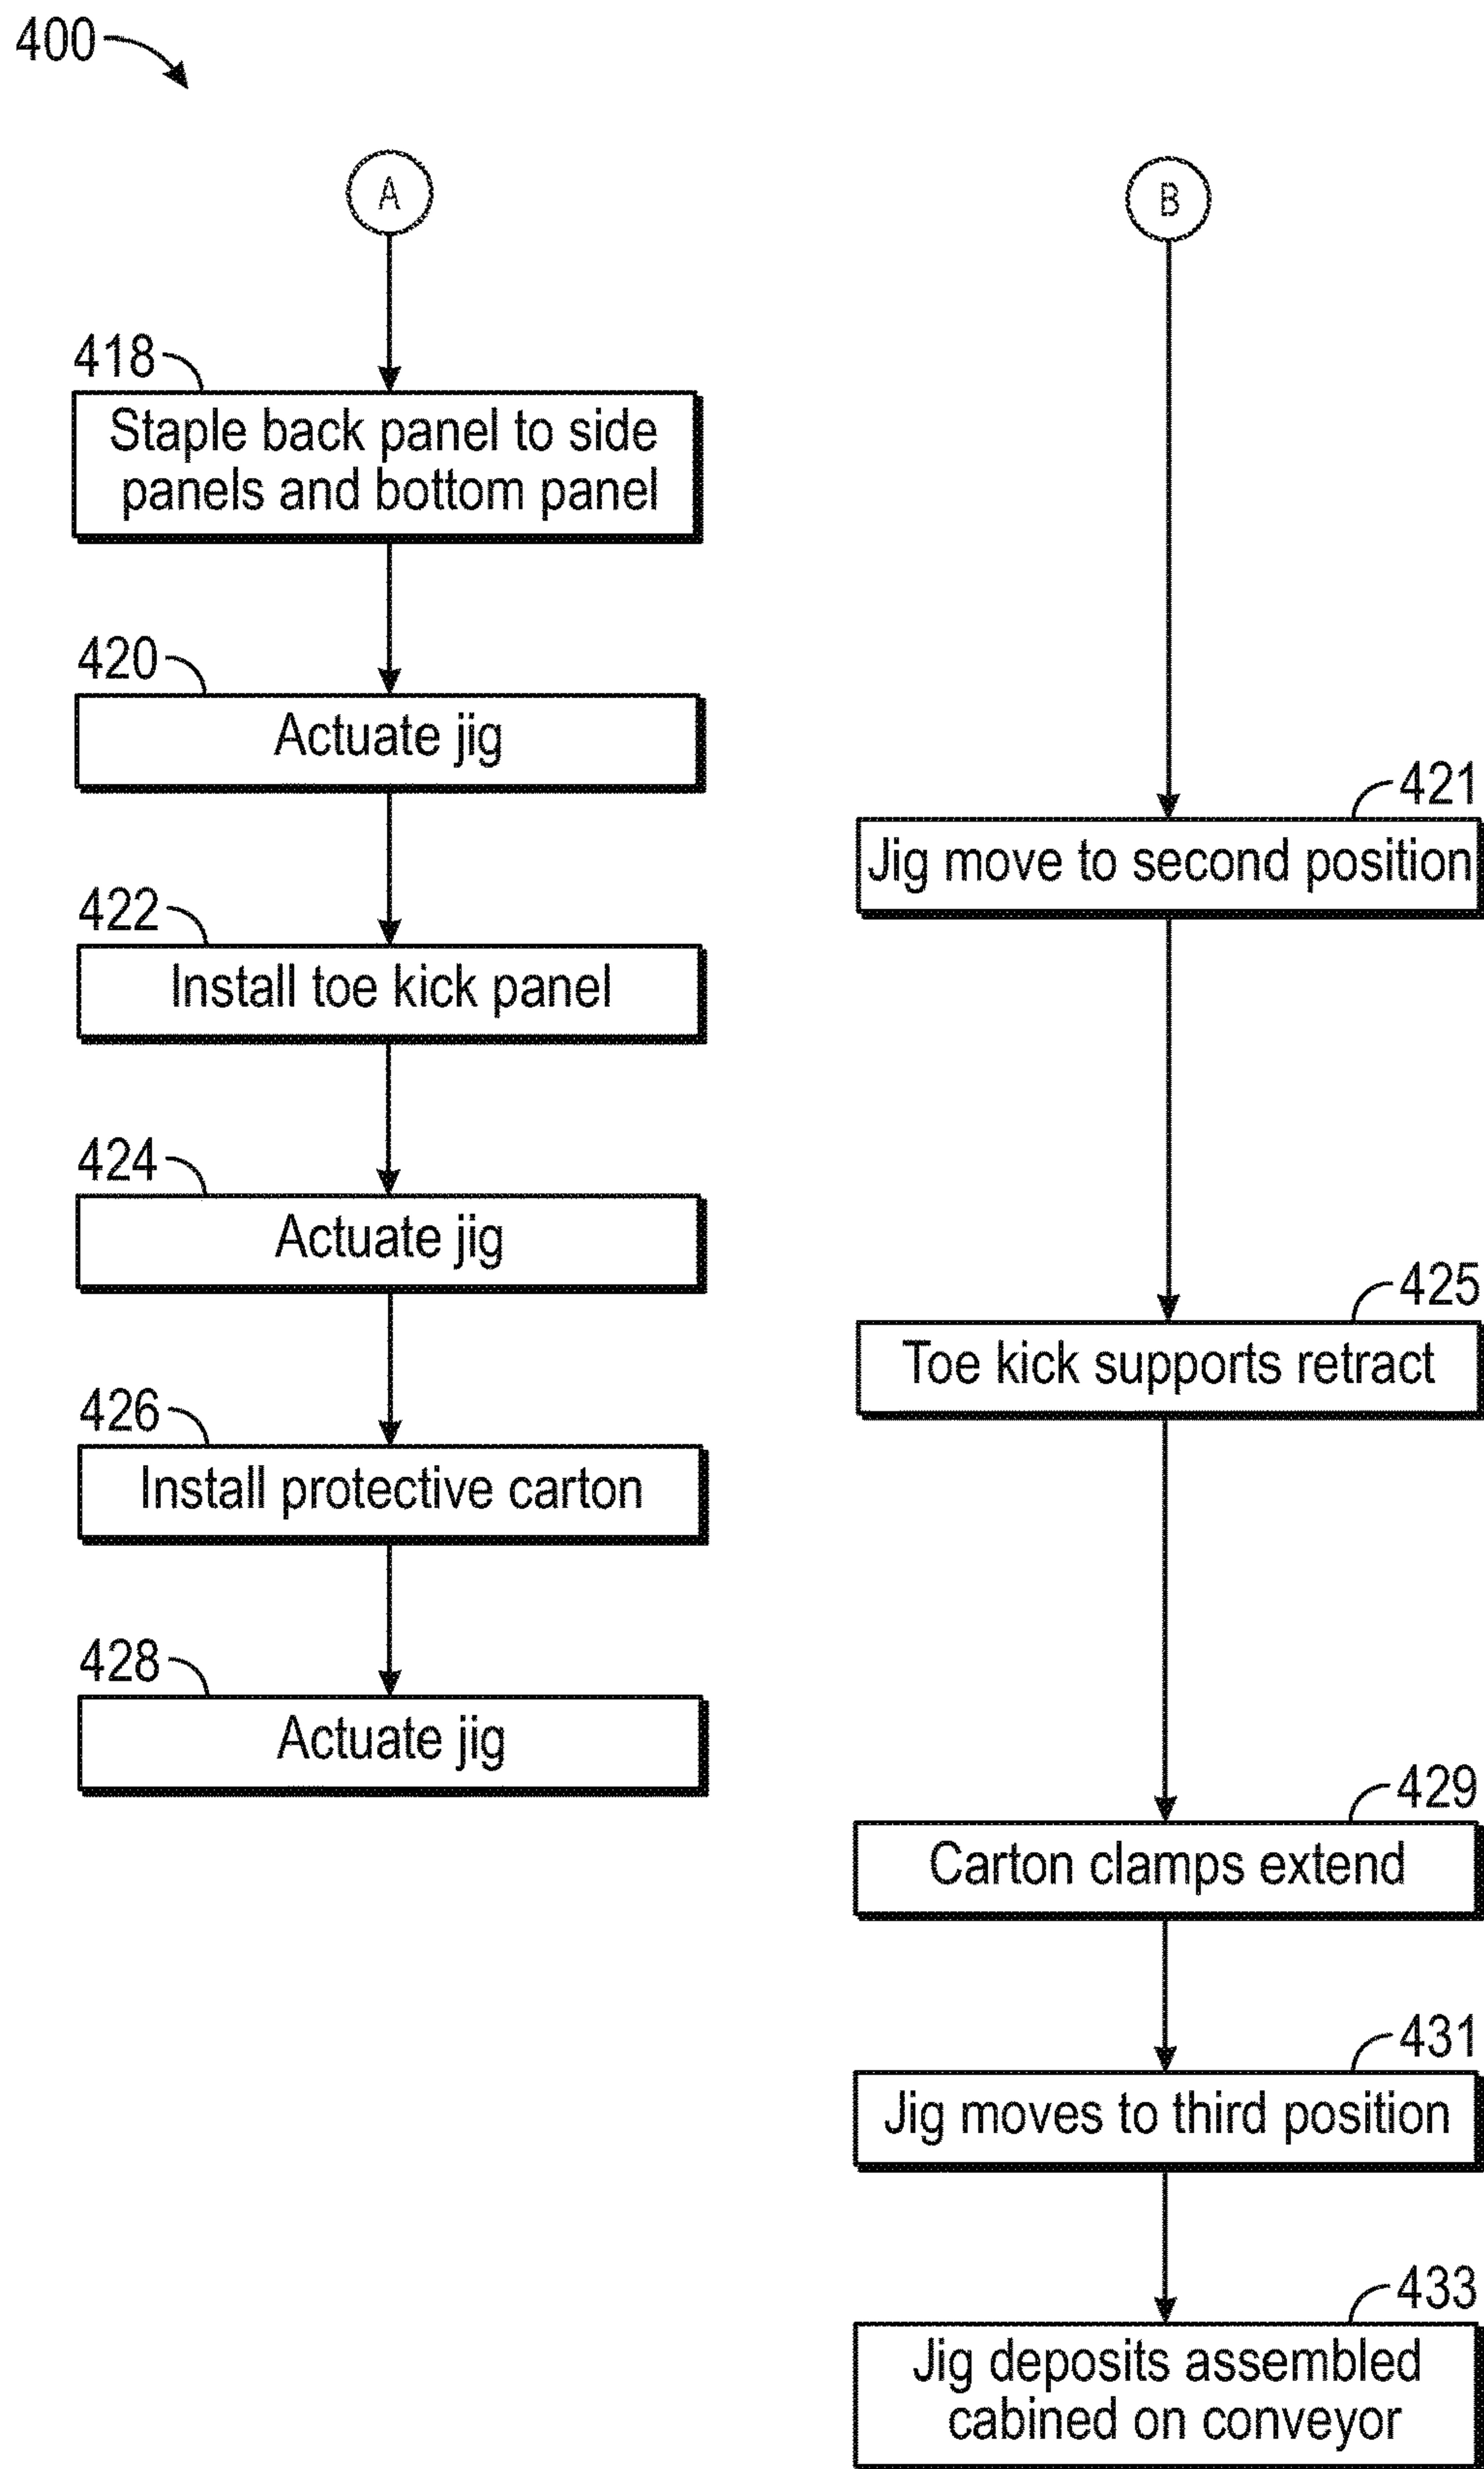 400
A
418
Staple back panel to side
panels and bottom panel
420
Actuate jig
422
Install toe kick panel
424
Actuate jig
426
Install protective carton
428
Actuate jig
B
421
Jig move to second position
425
Toe kick supports retract
429
Carton clamps extend
431
Jig moves to third position
433
Jig deposits assembled
cabined on conveyor